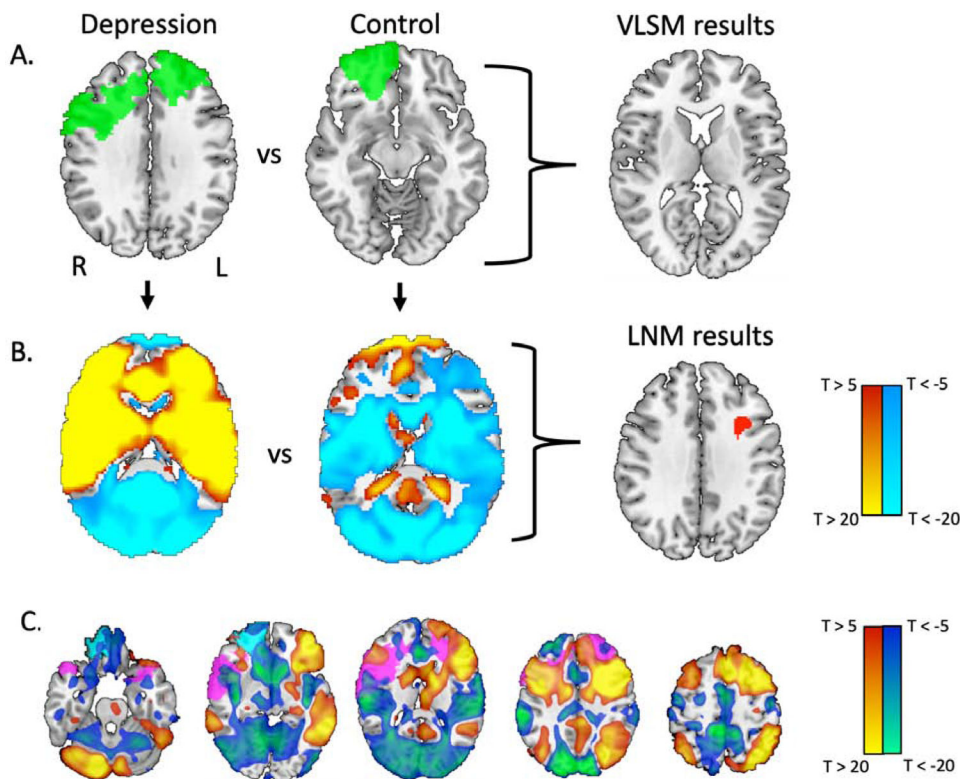 Depression Control VLSM results
A.
vs
R L
B.
LNM results
T > 5 T < -5
vs
T > 20 T < -20
C.
T > 5 T < -5
T > 20 T < -20